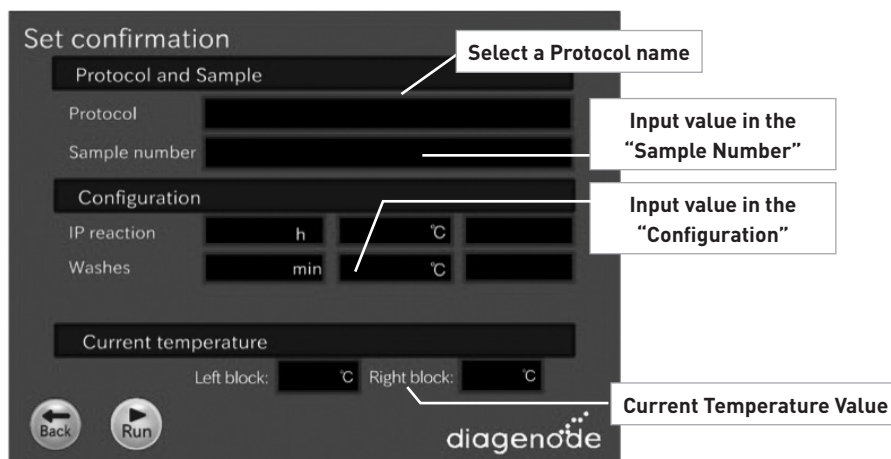 Set confirmation
Select a Protocol name
Protocol and Sample
Protocol
Input value in the
“Sample Number”
Sample number
Configuration
Input value in the
“Configuration”
IP reaction h ℃
Washes min ℃
Current temperature
Left block: ℃ Right block: ℃
Current Temperature Value
Back Run
diagenode